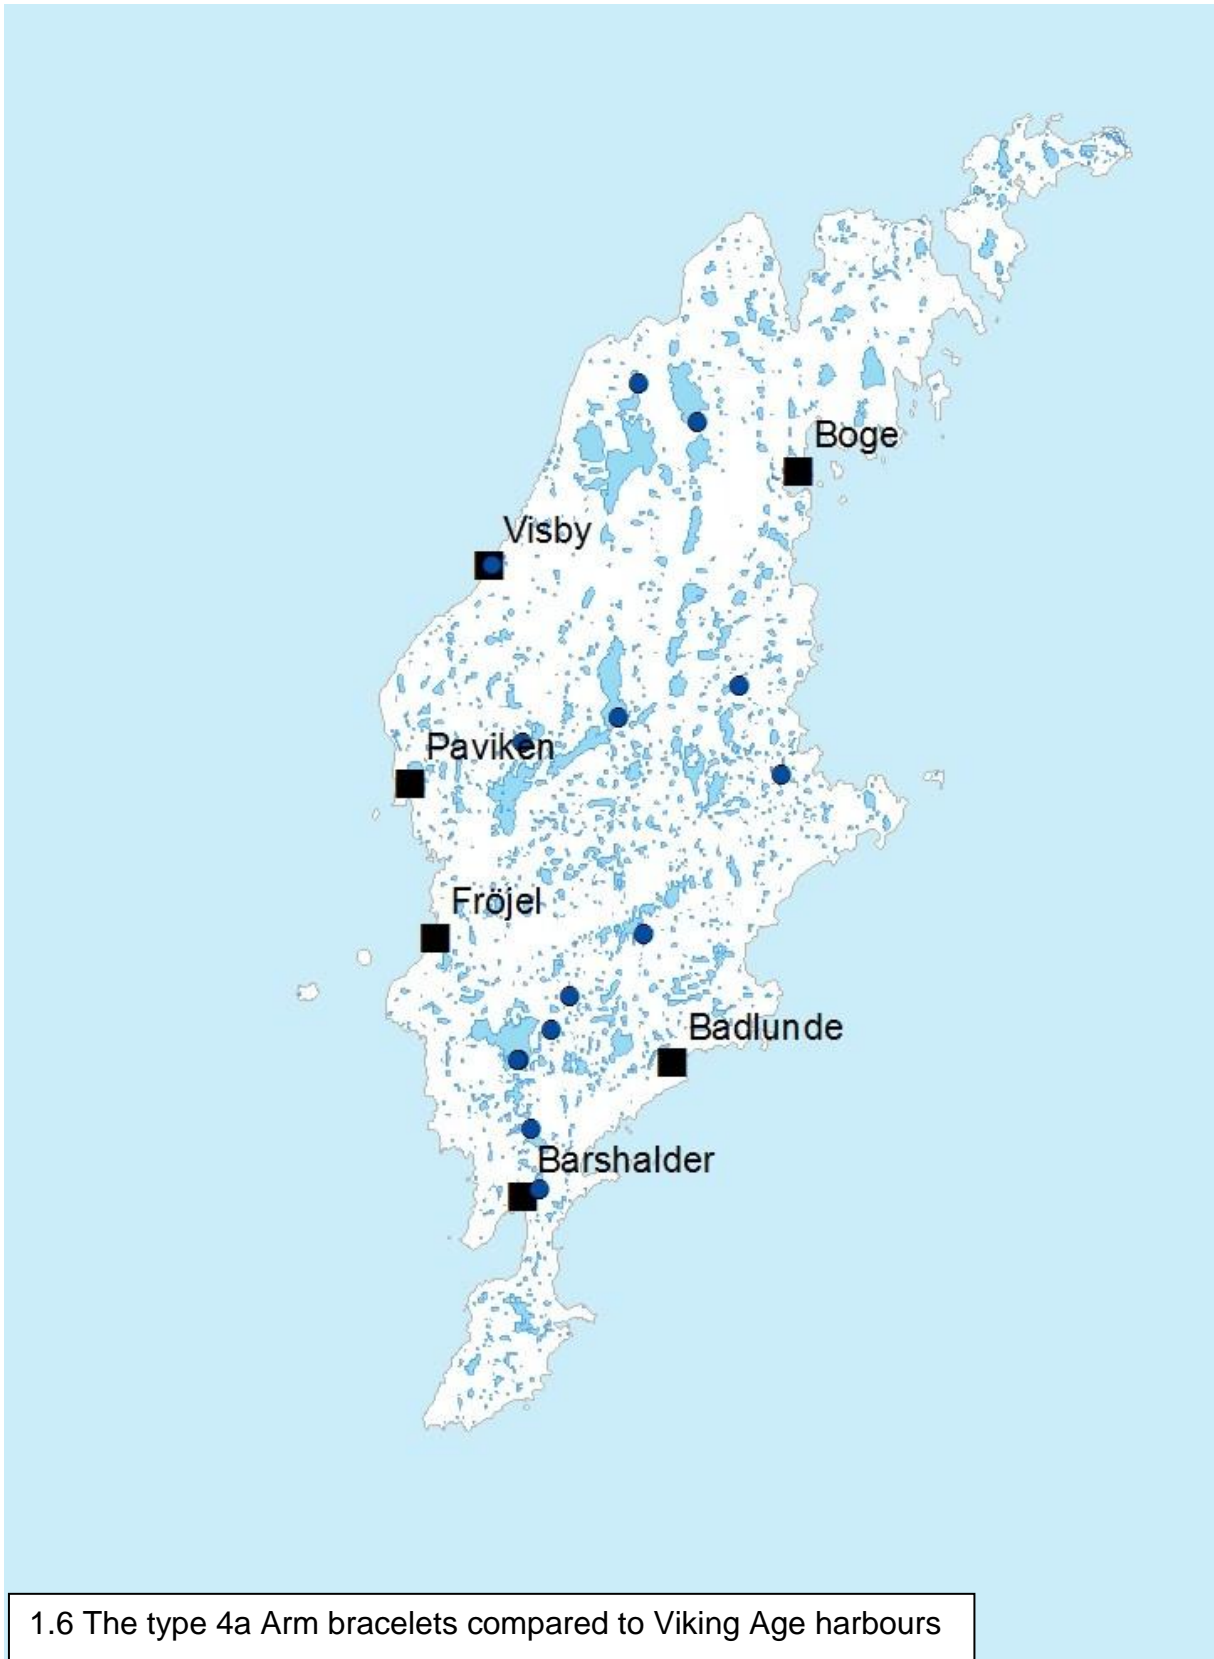 Boge
Visby
Paviken
Fröjel
Badlunde
Barshalder
1.6 The type 4a Arm bracelets compared to Viking Age harbours